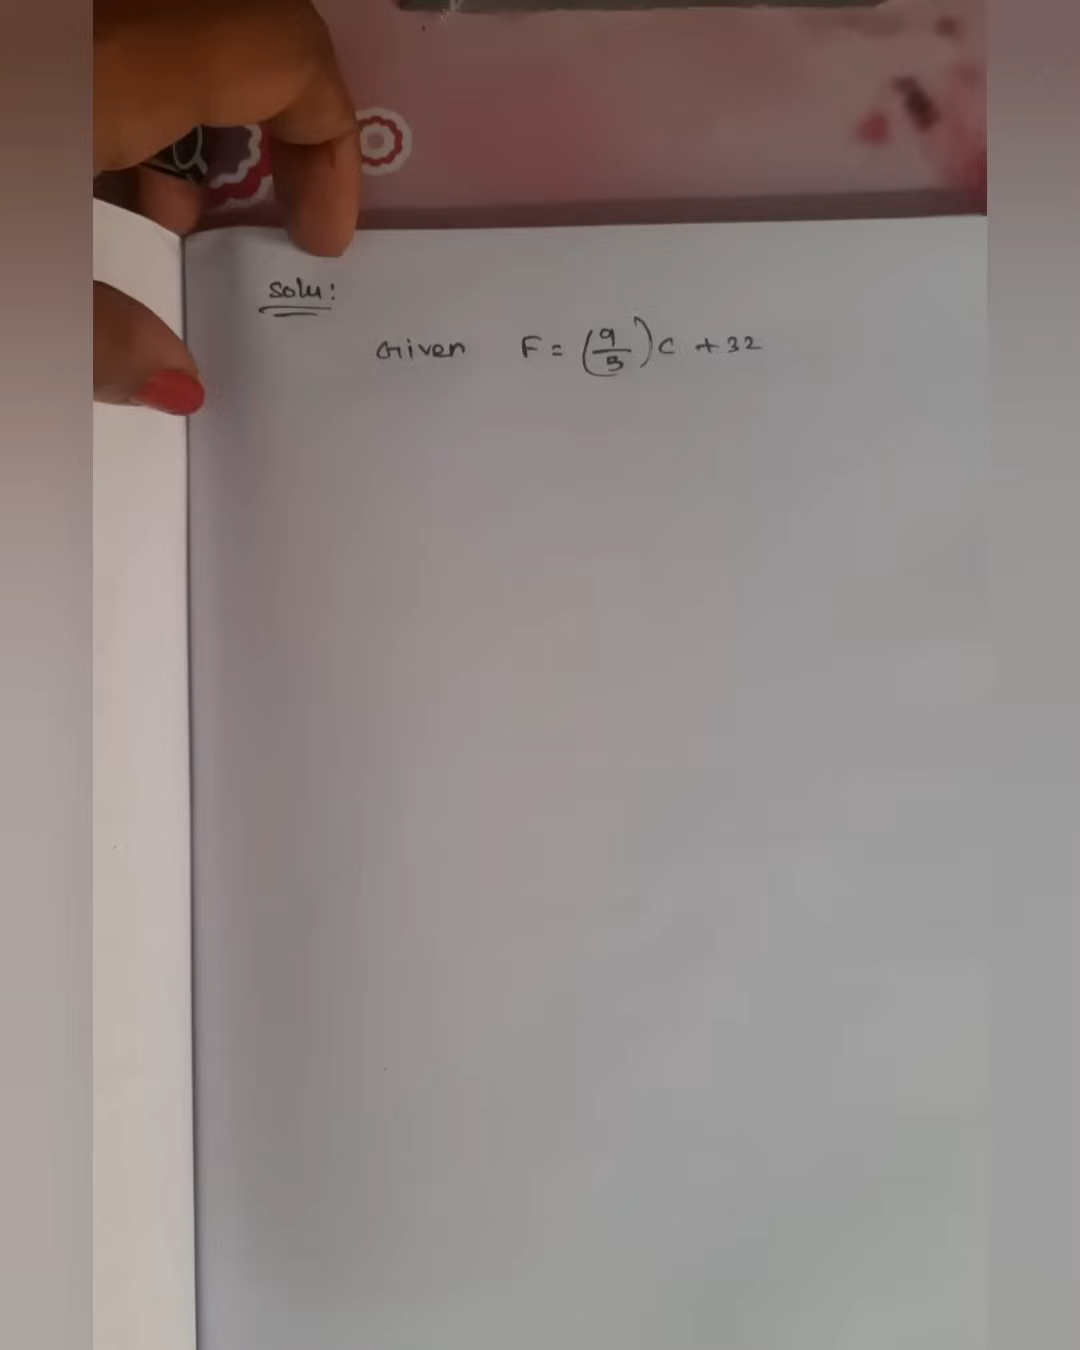 Solu:
Given F = (9/5) C + 32